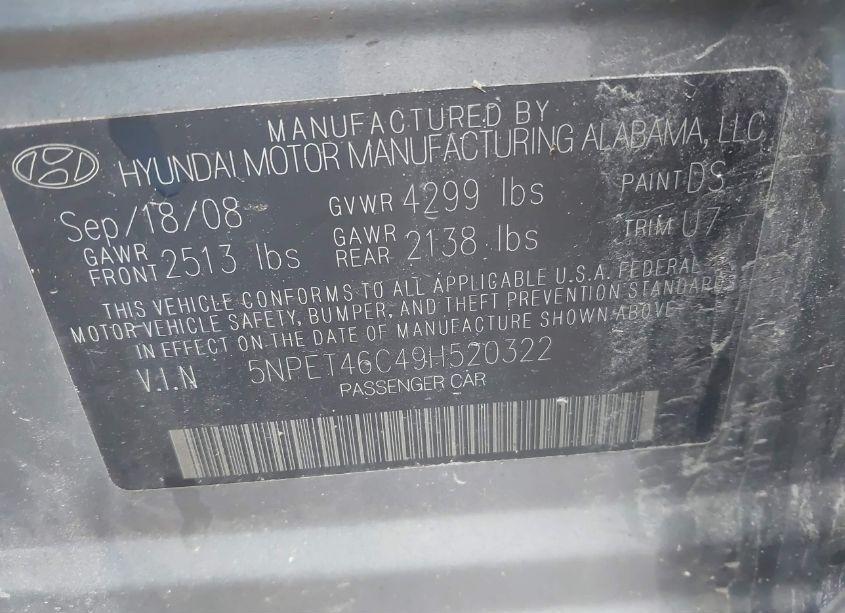 MANUFACTURED BY
HYUNDAI MOTOR MANUFACTURING ALABAMA, LLC
Sep/18/08 GVWR 4299 lbs PAINT DS
GAWR FRONT 2513 lbs GAWR REAR 2138 lbs TRIM U7
THIS VEHICLE CONFORMS TO ALL APPLICABLE U.S.A. FEDERAL
MOTOR VEHICLE SAFETY, BUMPER, AND THEFT PREVENTION STANDARDS
IN EFFECT ON THE DATE OF MANUFACTURE SHOWN ABOVE
V.I.N 5NPET46C49H520322
PASSENGER CAR